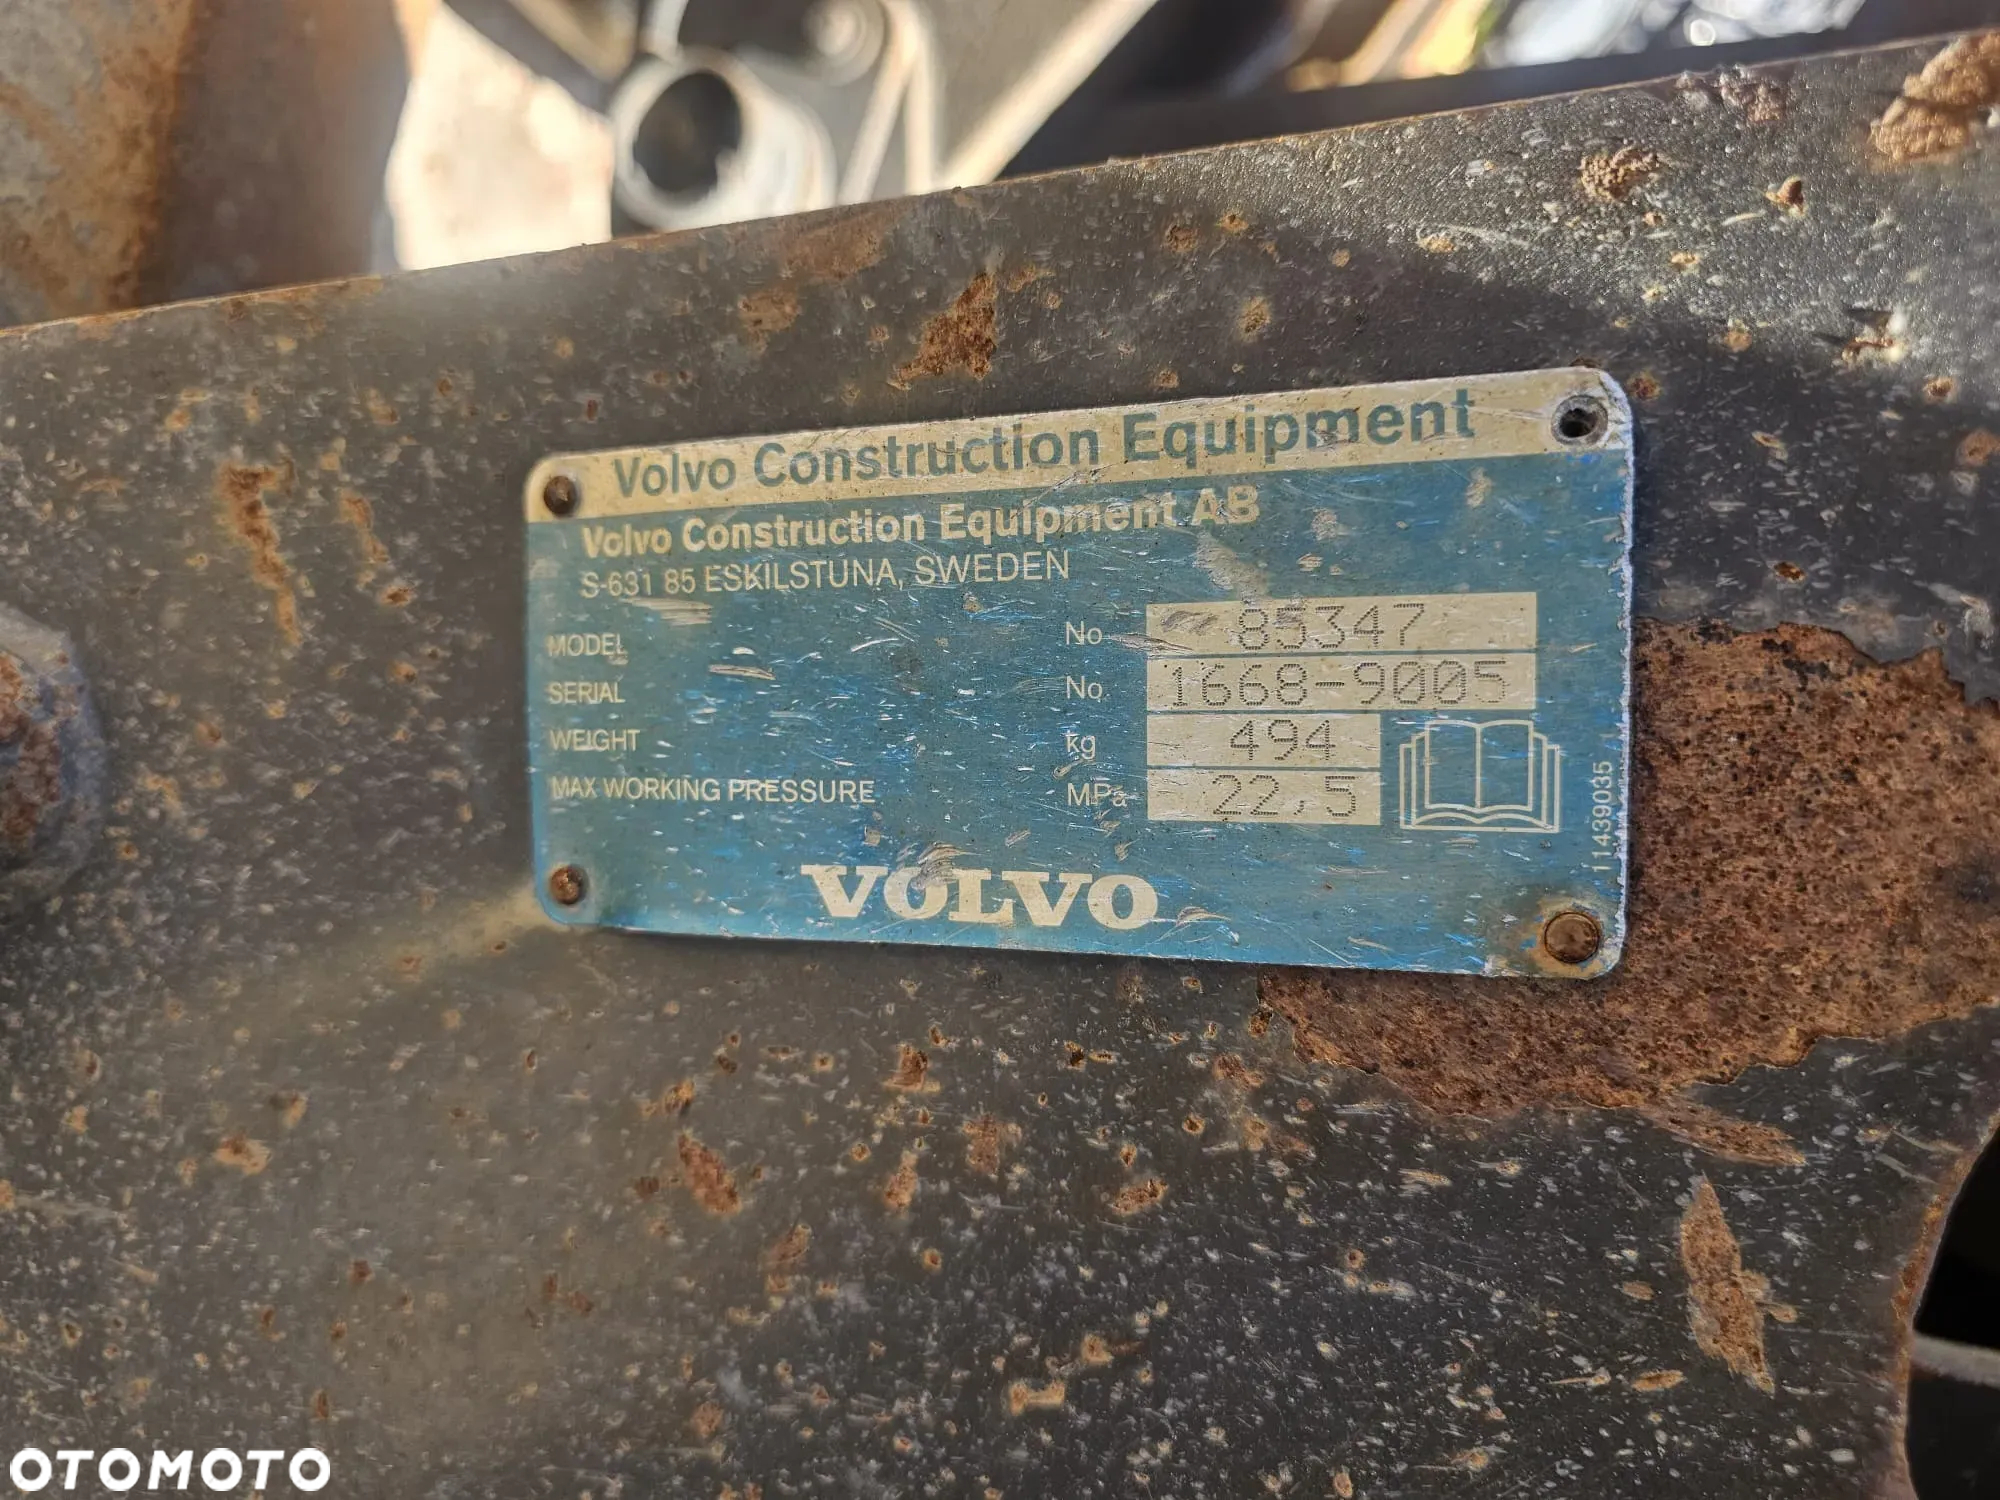 Volvo Construction Equipment
Volvo Construction Equipment AB
S-631 85 ESKILSTUNA, SWEDEN
MODEL No 85347
SERIAL No. 1668-9005
WEIGHT kg 494
MAX WORKING PRESSURE MPa 22,5
11439035
VOLVO
OTOMOTO